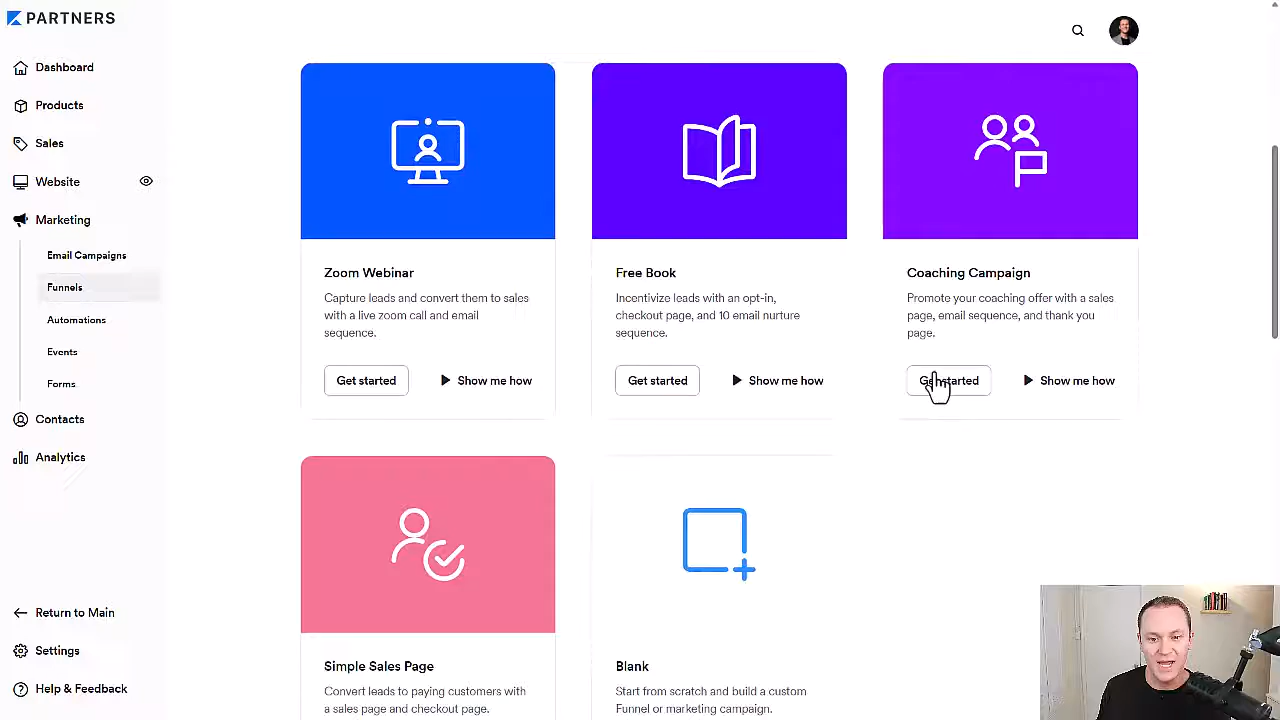 PARTNERS
Dashboard
Products
Sales
Website
Marketing
Email Campaigns
Funnels
Automations
Events
Forms
Contacts
Analytics
Return to Main
Settings
Help & Feedback
Zoom Webinar
Capture leads and convert them to sales
with a live zoom call and email
sequence.
Get started
Show me how
Free Book
Incentivize leads with an opt-in,
checkout page, and 10 email nurture
sequence.
Get started
Show me how
Coaching Campaign
Promote your coaching offer with a sales
page, email sequence, and thank you
page.
Get started
Show me how
Simple Sales Page
Convert leads to paying customers with
a sales page and checkout page.
Blank
Start from scratch and build a custom
Funnel or marketing campaign.